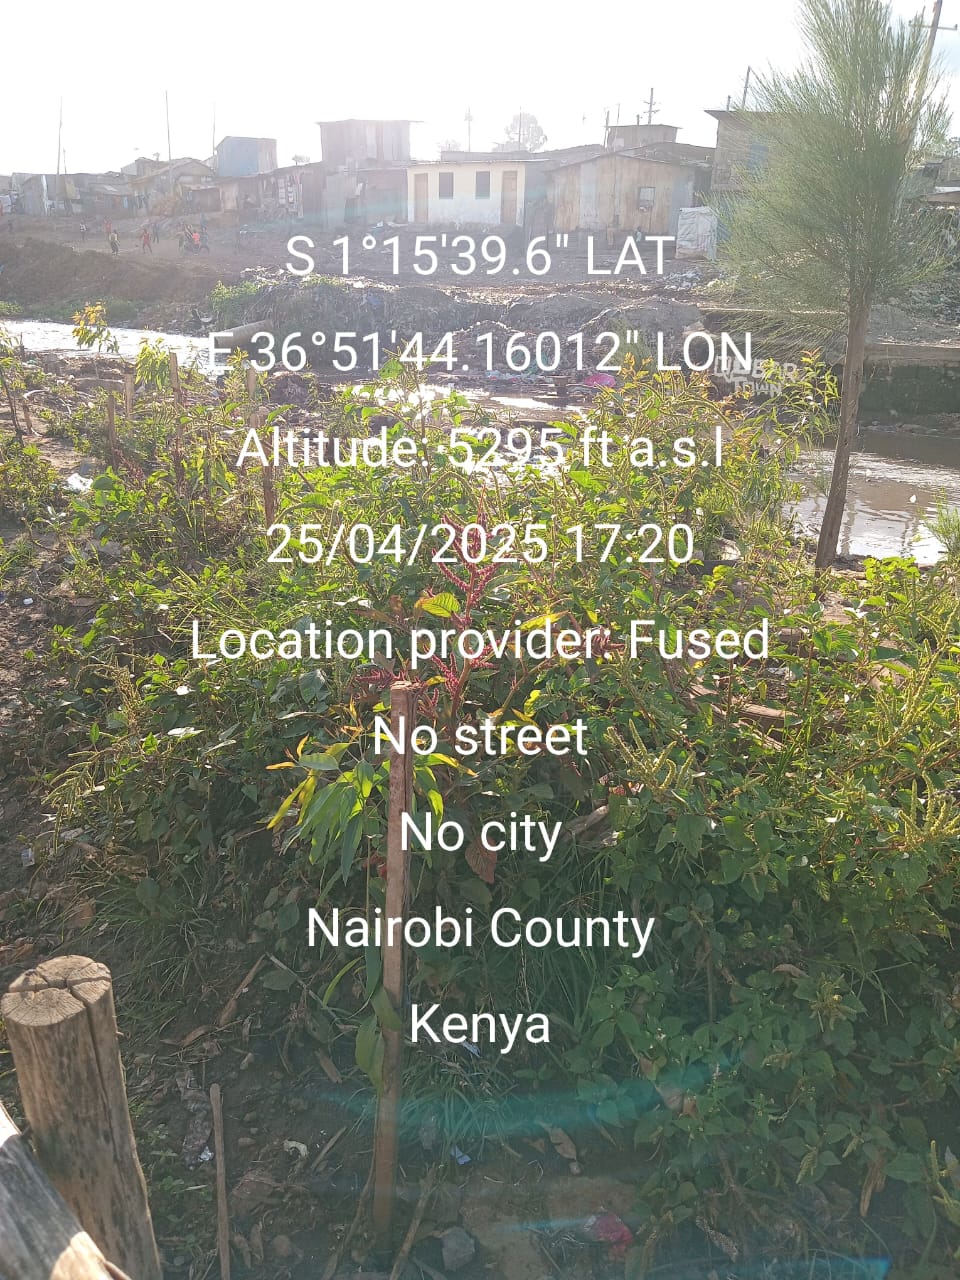 S 1°15'39.6" LAT
E 36°51'44.16012" LON
Altitude: 5295 ft a.s.l
25/04/2025 17:20
Location provider: Fused
No street
No city
Nairobi County
Kenya